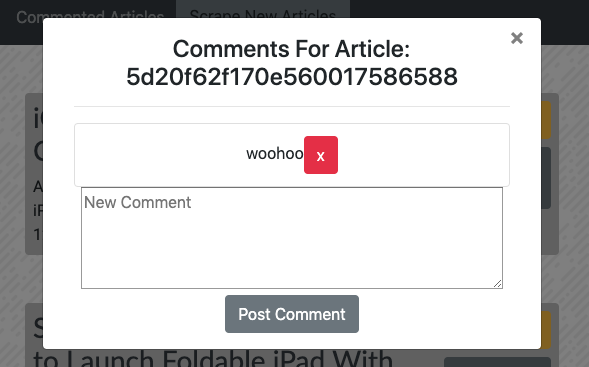 Commented Articles Scrape New Articles
×
Comments For Article:
5d20f62f170e560017586588
woohoo x
New Comment
Post Comment
to Launch Foldable iPad With